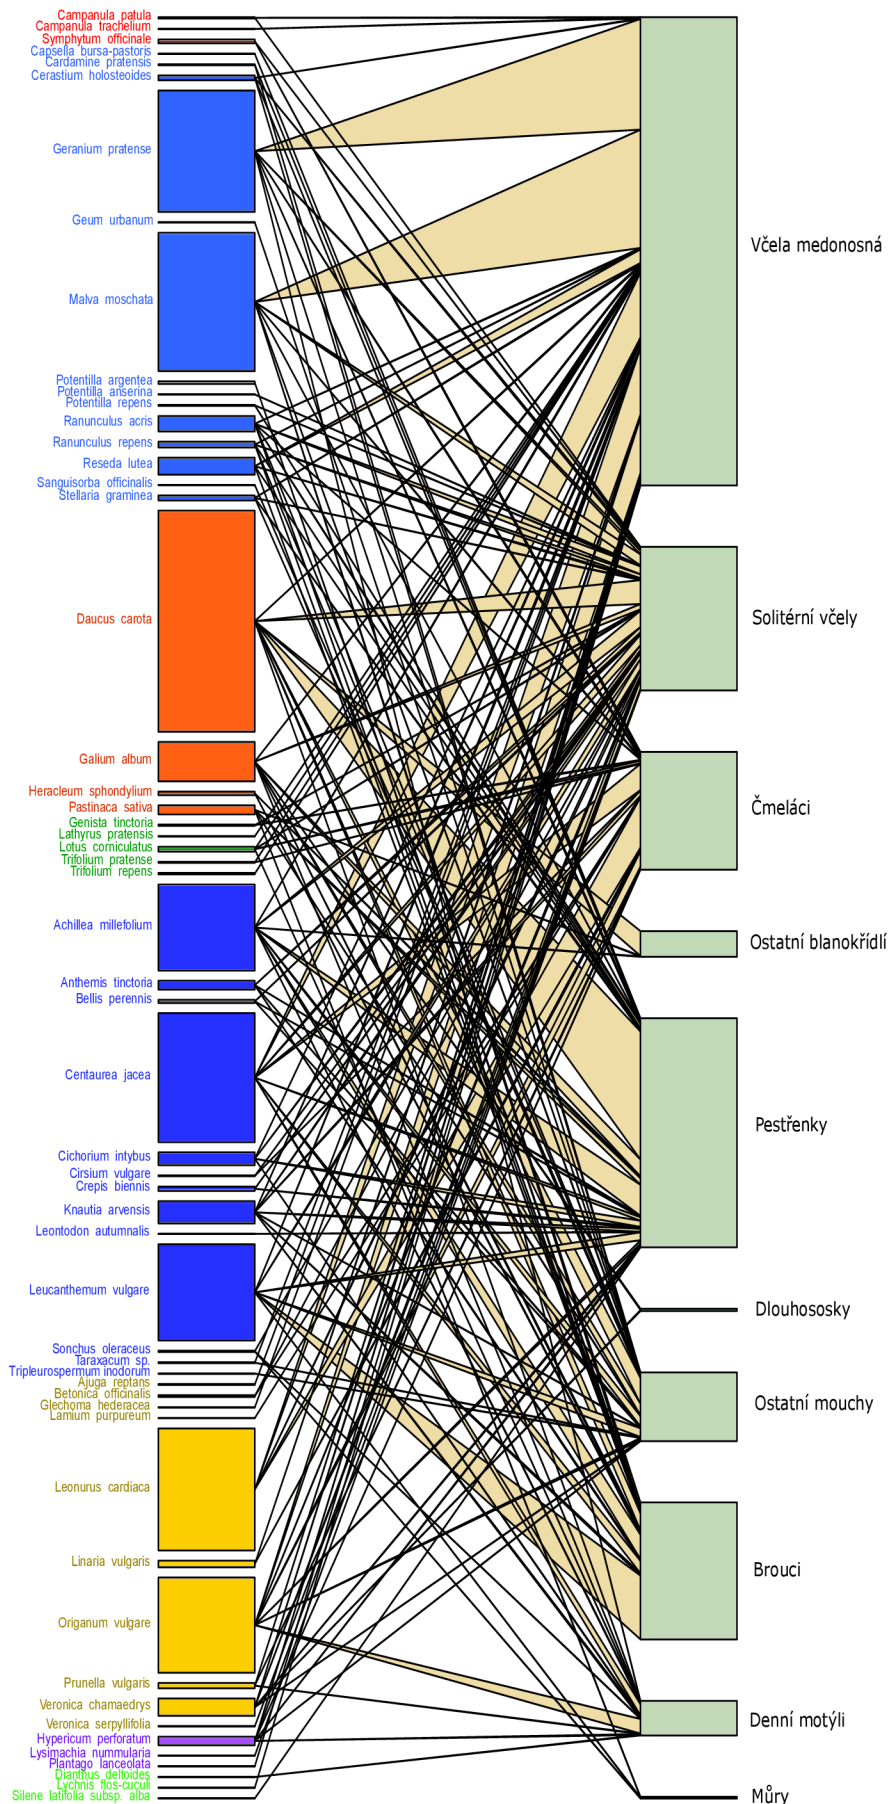 Campanula patula
Campanula trachelium
Symphytum officinale
Capsella bursa-pastoris
Cardamine pratensis
Cerastium holosteoides
Geranium pratense
Geum urbanum
Malva moschata
Potentilla argentea
Potentilla anserina
Potentilla repens
Ranunculus acris
Ranunculus repens
Reseda lutea
Sanguisorba officinalis
Stellaria graminea
Daucus carota
Galium album
Heracleum sphondylium
Pastinaca sativa
Genista tinctoria
Lathyrus pratensis
Lotus corniculatus
Trifolium pratense
Trifolium repens
Achillea millefolium
Anthemis tinctoria
Bellis perennis
Centaurea jacea
Cichorium intybus
Cirsium vulgare
Crepis biennis
Knautia arvensis
Leontodon autumnalis
Leucanthemum vulgare
Sonchus oleraceus
Taraxacum sp.
Tripleurospermum inodorum
Ajuga reptans
Betonica officinalis
Glechoma hederacea
Lamium purpureum
Leonurus cardiaca
Linaria vulgaris
Origanum vulgare
Prunella vulgaris
Veronica chamaedrys
Veronica serpyllifolia
Hypericum perforatum
Lysimachia nummularia
Plantago lanceolata
Dianthus deltoides
Lychnis flos-cuculi
Silene latifolia subsp. alba
Včela medonosná
Solitérní včely
Čmeláci
Ostatní blanokřídlí
Pestřenky
Dlouhososky
Ostatní mouchy
Brouci
Denní motýli
Můry